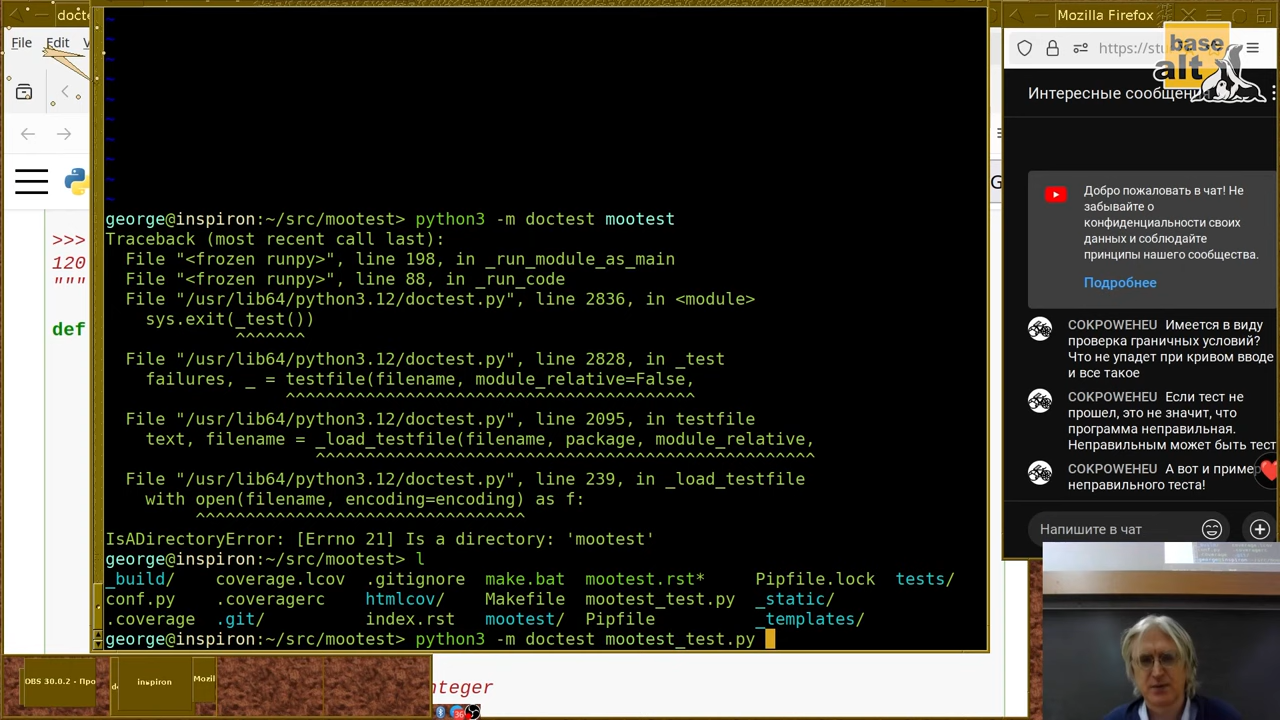 doct
Mozilla Firefox
File Edit V
https://stu
base
alt
Интересные сообщени
G
>>>
120
"""
def
george@inspiron:~/src/mootest> python3 -m doctest mootest
Traceback (most recent call last):
  File "<frozen runpy>", line 198, in _run_module_as_main
  File "<frozen runpy>", line 88, in _run_code
  File "/usr/lib64/python3.12/doctest.py", line 2836, in <module>
    sys.exit(_test())
             ^^^^^^^
  File "/usr/lib64/python3.12/doctest.py", line 2828, in _test
    failures, _ = testfile(filename, module_relative=False,
                  ^^^^^^^^^^^^^^^^^^^^^^^^^^^^^^^^^^^^^^^^^
  File "/usr/lib64/python3.12/doctest.py", line 2095, in testfile
    text, filename = _load_testfile(filename, package, module_relative,
                     ^^^^^^^^^^^^^^^^^^^^^^^^^^^^^^^^^^^^^^^^^^^^^^^^^^
  File "/usr/lib64/python3.12/doctest.py", line 239, in _load_testfile
    with open(filename, encoding=encoding) as f:
         ^^^^^^^^^^^^^^^^^^^^^^^^^^^^^^^^^
IsADirectoryError: [Errno 21] Is a directory: 'mootest'
george@inspiron:~/src/mootest> l
_build/    coverage.lcov  .gitignore  make.bat  mootest.rst*     Pipfile.lock  tests/
conf.py    .coveragerc    htmlcov/    Makefile  mootest_test.py  _static/
.coverage  .git/          index.rst   mootest/  Pipfile          _templates/
george@inspiron:~/src/mootest> python3 -m doctest mootest_test.py
Добро пожаловать в чат! Не
забывайте о
конфиденциальности своих
данных и соблюдайте
принципы нашего сообщества.
Подробнее
COKPOWEHEU Имеется в виду
проверка граничных условий?
Что не упадет при кривом вводе
и все такое
COKPOWEHEU Если тест не
прошел, это не значит, что
программа неправильная.
Неправильным может быть тест
COKPOWEHEU А вот и приме
неправильного теста!
Напишите в чат
OBS 30.0.2 - Про
do
inspiron
Mozil
nteger
36